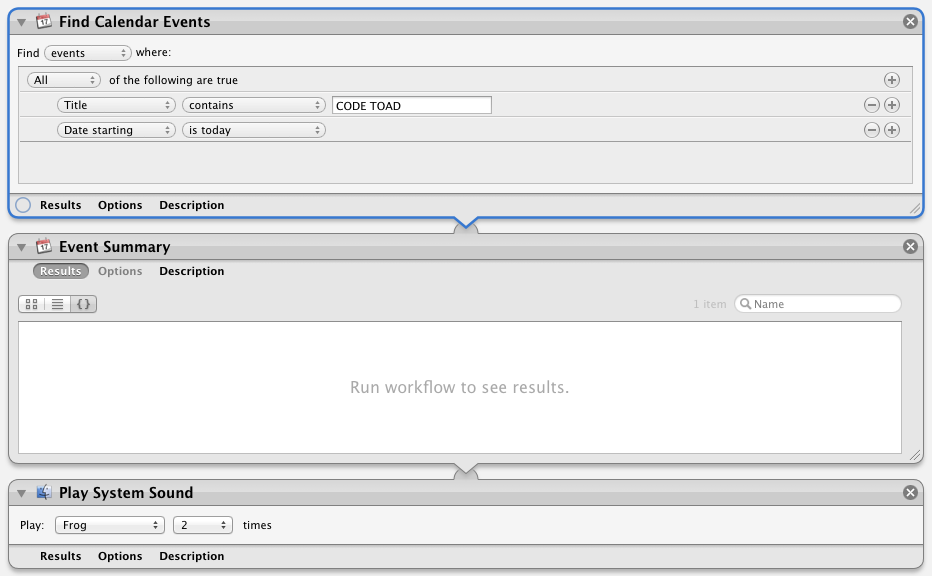 17 Find Calendar Events
Find events where:
All of the following are true
Title contains CODE TOAD
Date starting is today
Results Options Description
17 Event Summary
Results Options Description
{} 1 item Name
Run workflow to see results.
Play System Sound
Play: Frog 2 times
Results Options Description